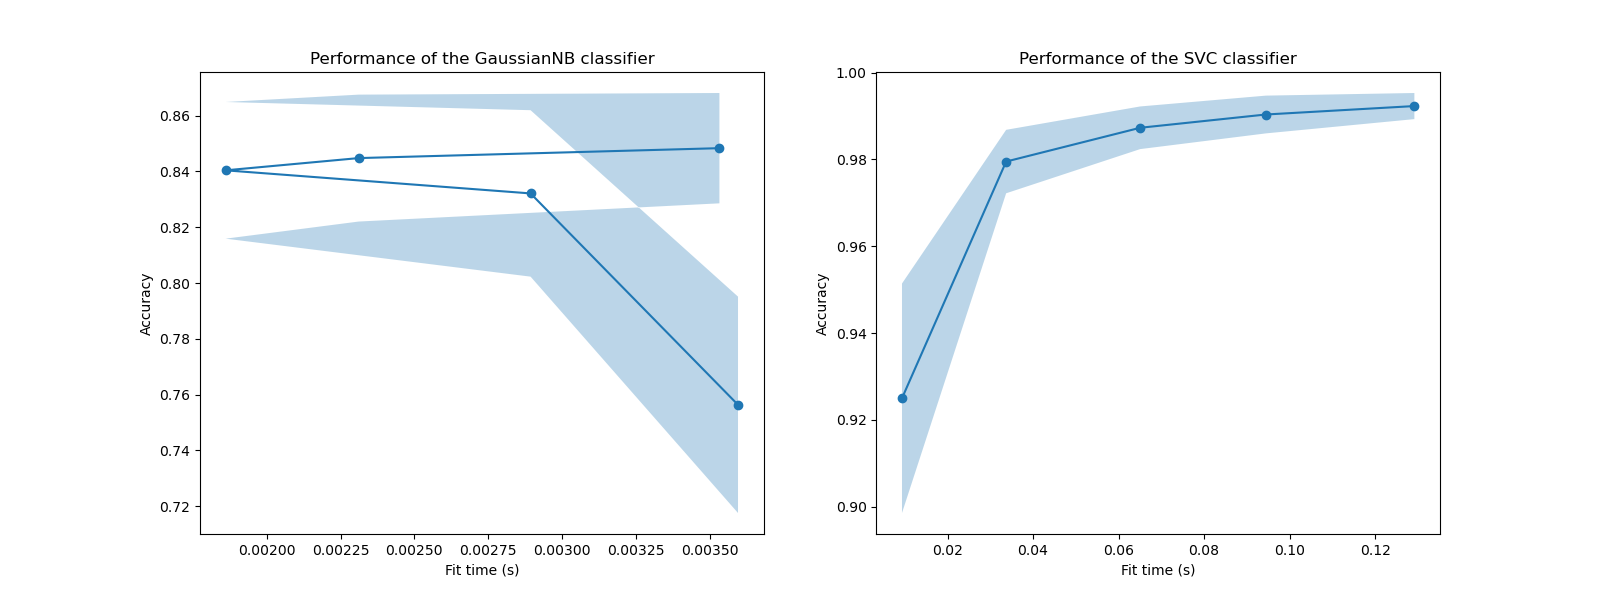 Performance of the GaussianNB classifier
0.86
0.84
0.82
0.80
0.78
0.76
0.74
0.72
Accuracy
0.00200 0.00225 0.00250 0.00275 0.00300 0.00325 0.00350
Fit time (s)
Performance of the SVC classifier
1.00
0.98
0.96
0.94
0.92
0.90
Accuracy
0.02 0.04 0.06 0.08 0.10 0.12
Fit time (s)